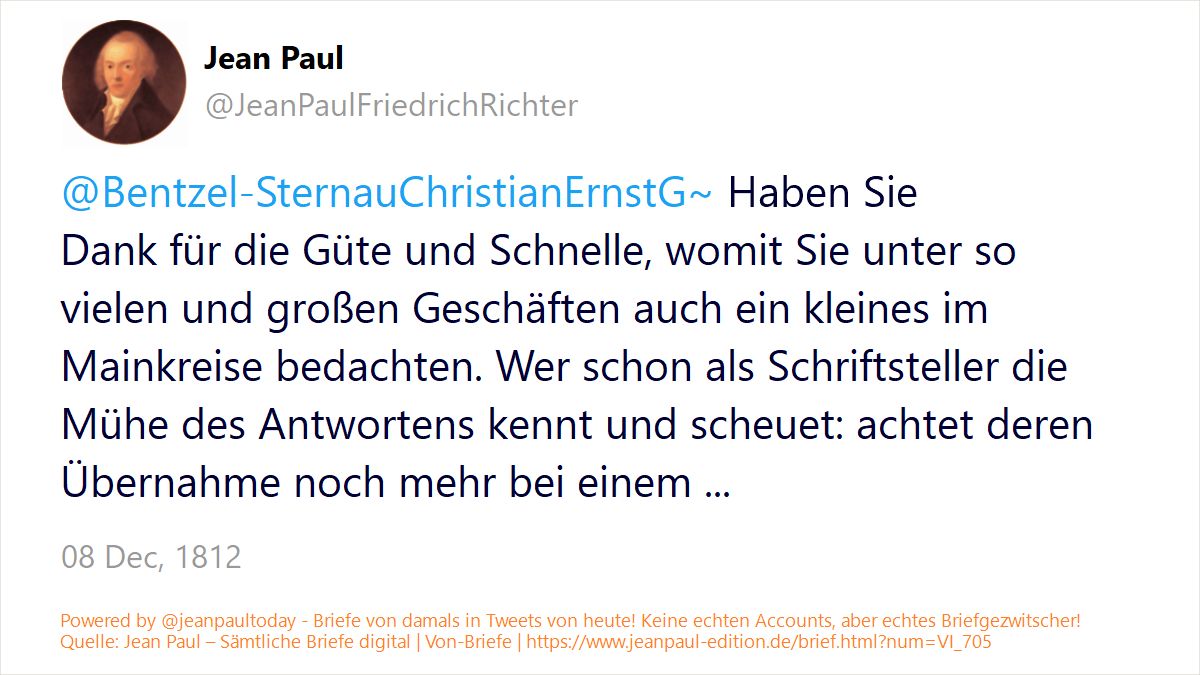 Jean Paul
@JeanPaulFriedrichRichter
@Bentzel-SternauChristianErnstG~ Haben Sie
Dank für die Güte und Schnelle, womit Sie unter so
vielen und großen Geschäften auch ein kleines im
Mainkreise bedachten. Wer schon als Schriftsteller die
Mühe des Antwortens kennt und scheuet: achtet deren
Übernahme noch mehr bei einem ...
08 Dec, 1812
Powered by @jeanpaultoday - Briefe von damals in Tweets von heute! Keine echten Accounts, aber echtes Briefgezwitscher!
Quelle: Jean Paul – Sämtliche Briefe digital | Von-Briefe | https://www.jeanpaul-edition.de/brief.html?num=VI_705